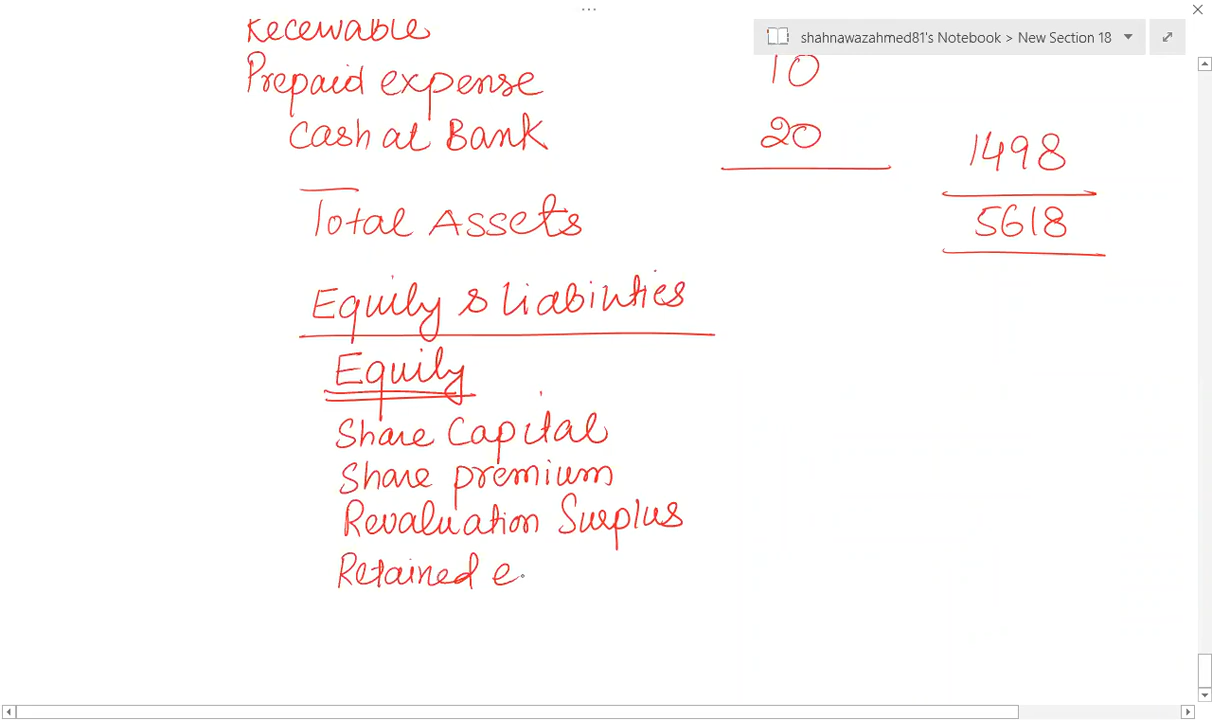 ...
shahnawazahmed81's Notebook > New Section 18
Receivable
Prepaid expense 10
Cash at Bank 20 1498
Total Assets 5618
Equity & Liabilities
Equity
Share Capital
Share premium
Revaluation Surplus
Retained e